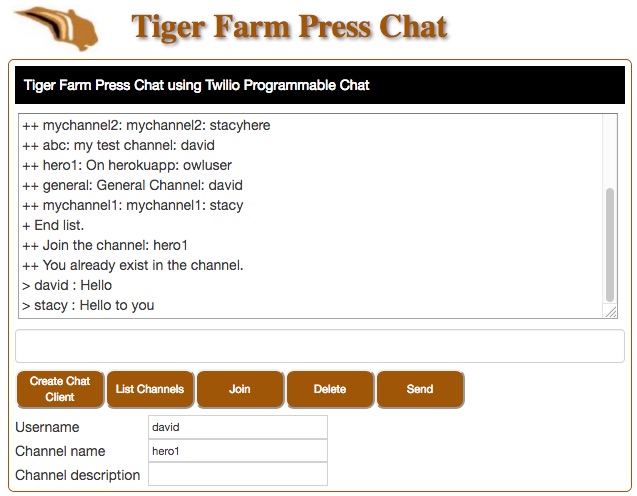 Tiger Farm Press Chat
Tiger Farm Press Chat using Twilio Programmable Chat
++ mychannel2: mychannel2: stacyhere
++ abc: my test channel: david
++ hero1: On herokuapp: owluser
++ general: General Channel: david
++ mychannel1: mychannel1: stacy
+ End list.
++ Join the channel: hero1
++ You already exist in the channel.
> david : Hello
> stacy : Hello to you
Create Chat
Client
List Channels
Join
Delete
Send
Username
david
Channel name
hero1
Channel description